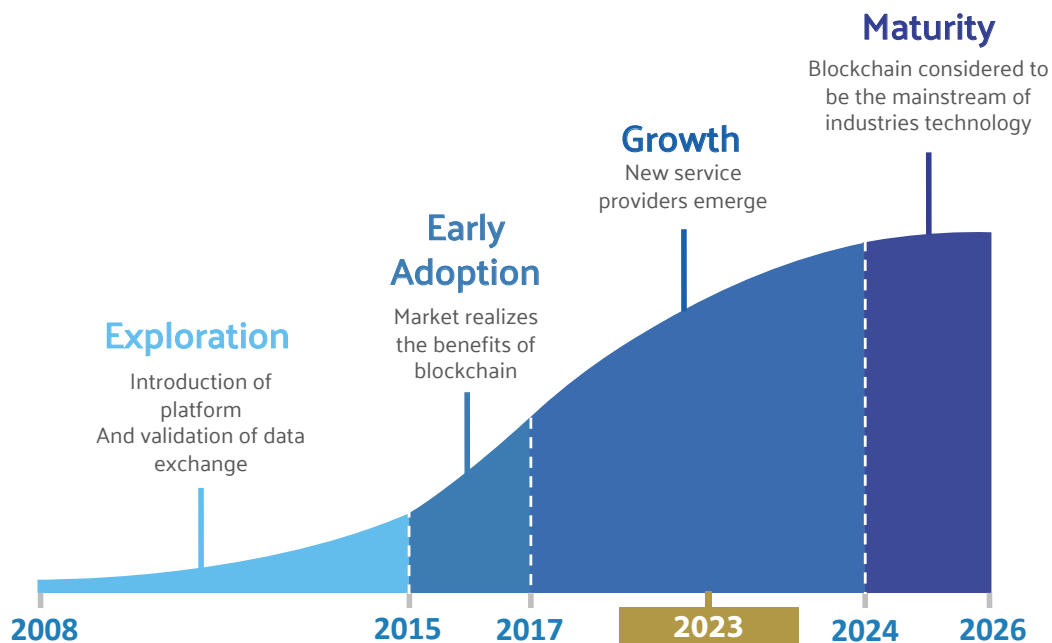 Maturity
Blockchain considered to
be the mainstream of
industries technology
Growth
New service
providers emerge
Early
Adoption
Market realizes
the benefits of
blockchain
Exploration
Introduction of
platform
And validation of data
exchange
2008
2015
2017
2023
2024
2026